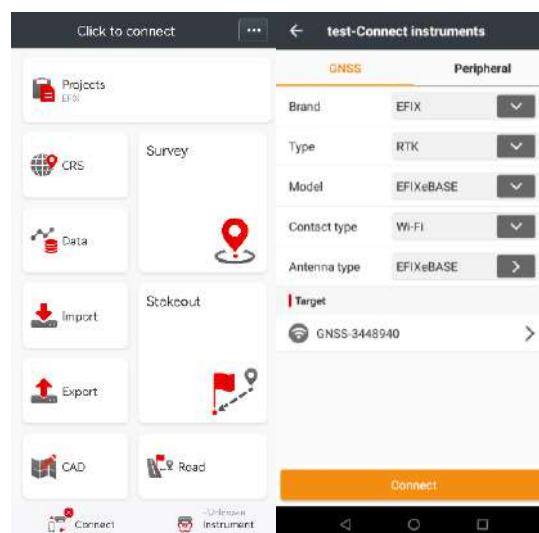 Click to connect
Projects
EFIX
CRS
Survey
Data
Import
Stakeout
Export
CAD
Road
Connect
-Unknown
Instrument
test-Connect instruments
GNSS
Peripheral
Brand
EFIX
Type
RTK
Model
EFIXeBASE
Contact type
Wi-Fi
Antenna type
EFIXeBASE
Target
GNSS-3448940
Connect